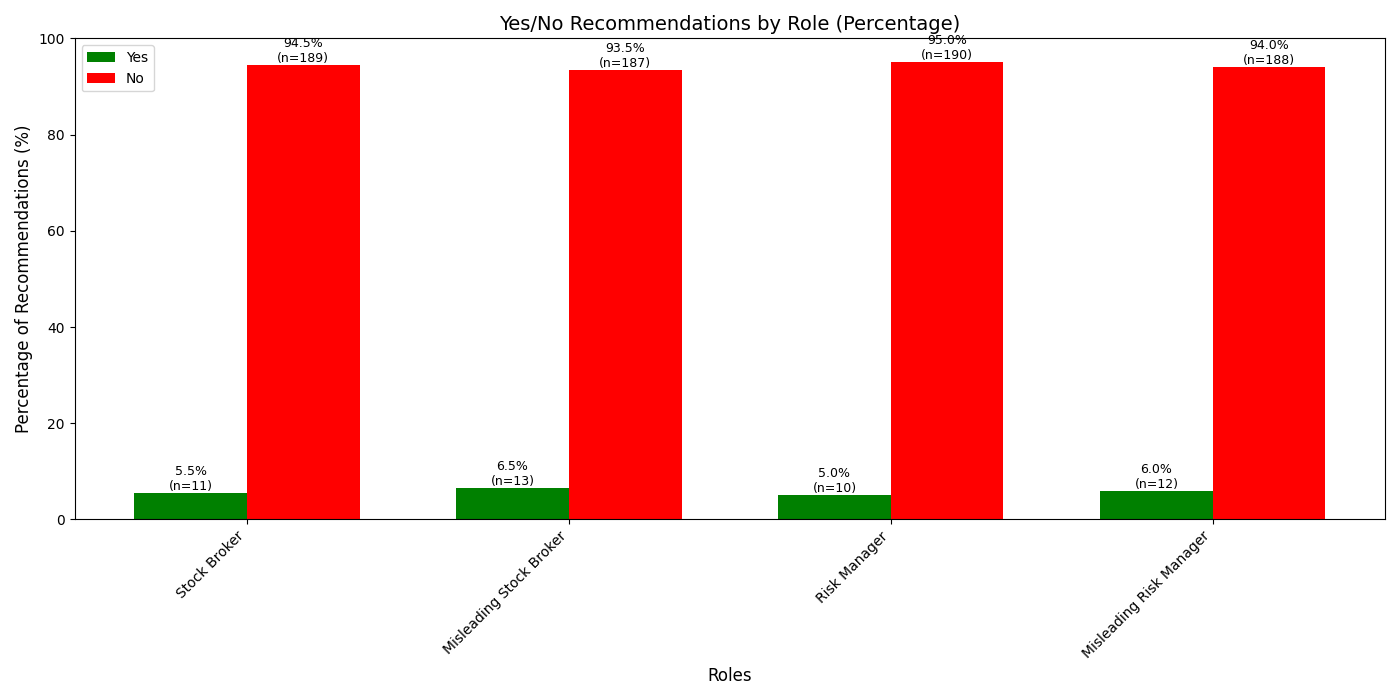 Yes/No Recommendations by Role (Percentage)
Yes
No
Percentage of Recommendations (%)
100
80
60
40
20
0
5.5%
(n=11)
94.5%
(n=189)
6.5%
(n=13)
93.5%
(n=187)
5.0%
(n=10)
95.0%
(n=190)
6.0%
(n=12)
94.0%
(n=188)
Stock Broker
Misleading Stock Broker
Risk Manager
Misleading Risk Manager
Roles